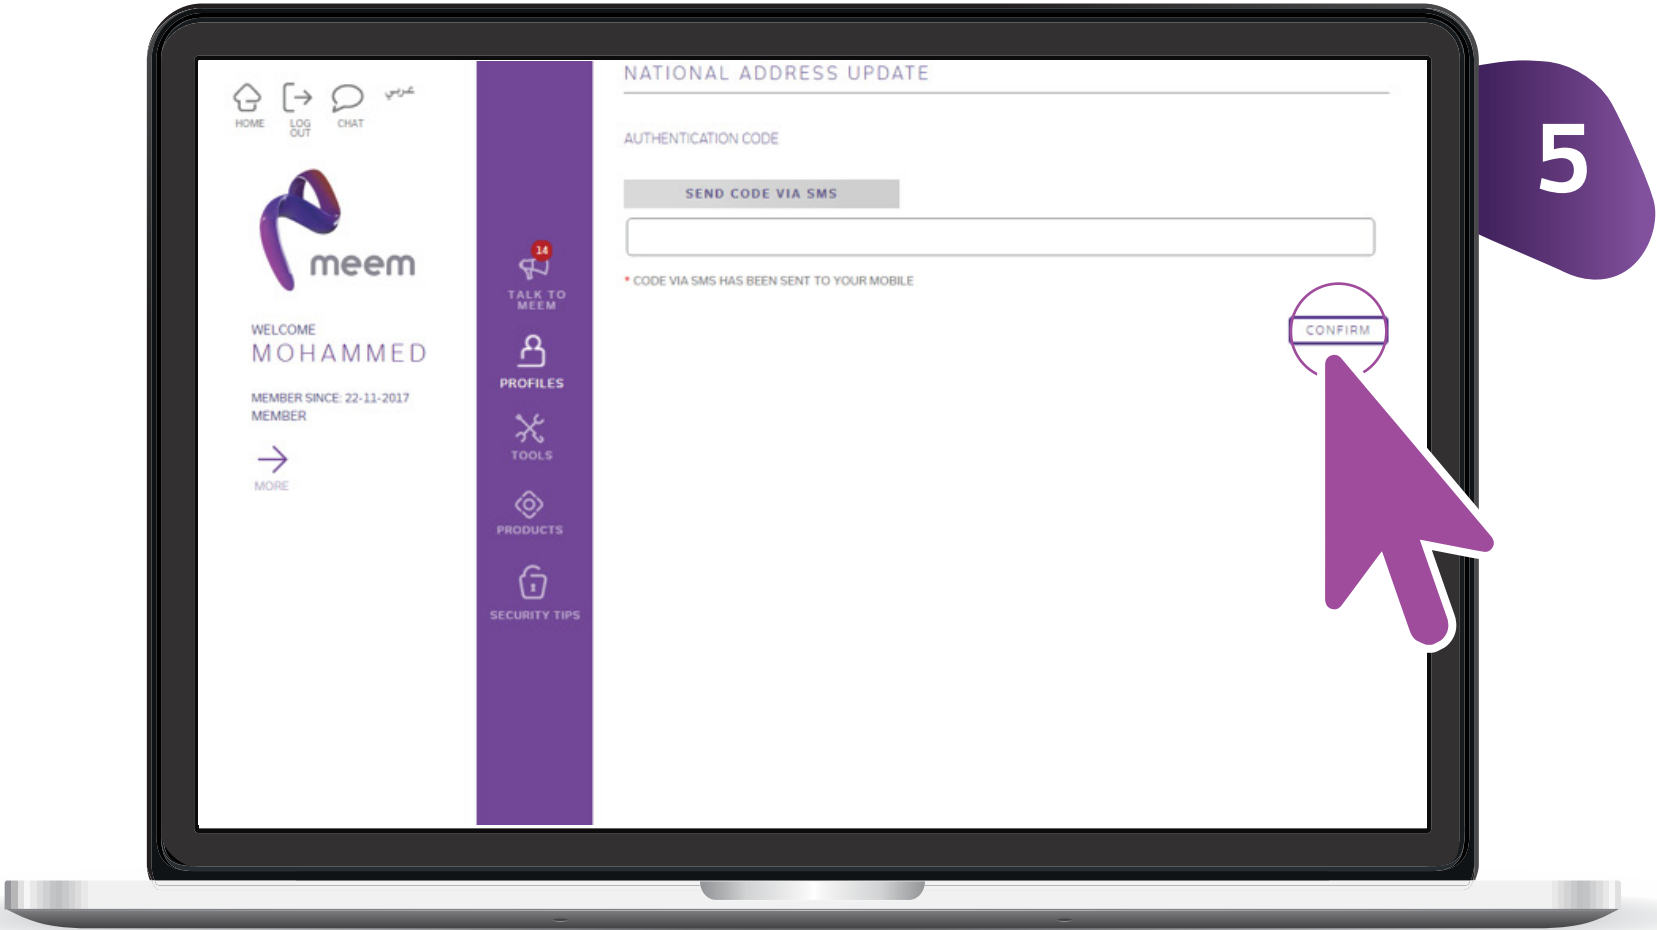 HOME
LOG
OUT
CHAT
عربي
meem
WELCOME
MOHAMMED
MEMBER SINCE: 22-11-2017
MEMBER
MORE
14
TALK TO
MEEM
PROFILES
TOOLS
PRODUCTS
SECURITY TIPS
NATIONAL ADDRESS UPDATE
AUTHENTICATION CODE
SEND CODE VIA SMS
* CODE VIA SMS HAS BEEN SENT TO YOUR MOBILE
CONFIRM
5